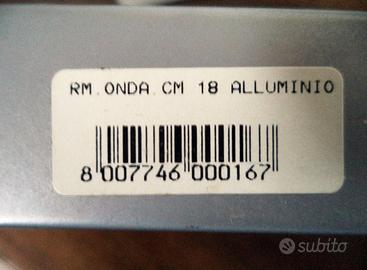 RM.ONDA.CM 18 ALLUMINIO
8 007746 000167
subito